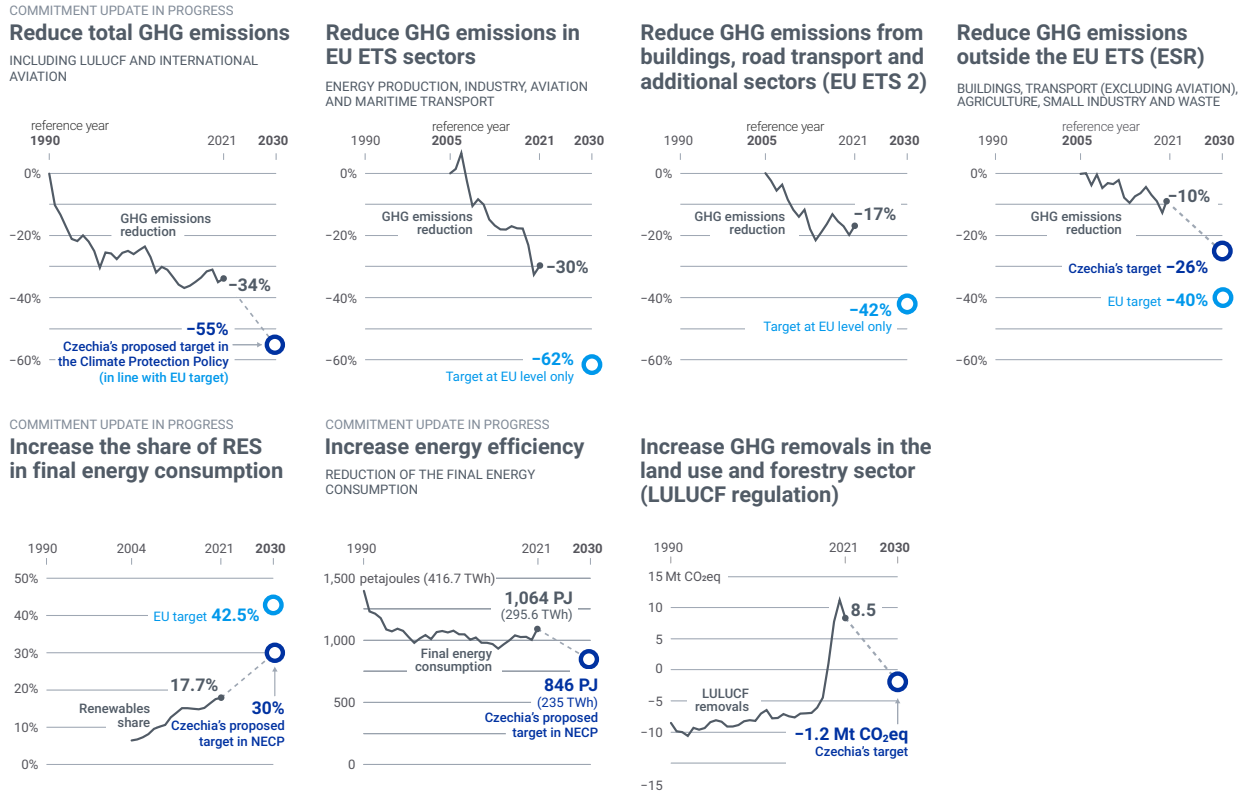 COMMITMENT UPDATE IN PROGRESS
Reduce total GHG emissions
INCLUDING LULUCF AND INTERNATIONAL
AVIATION
reference year
1990
2021
2030
0%
−20%
−40%
−60%
GHG emissions
reduction
−34%
−55%
Czechia's proposed target in
the Climate Protection Policy
(in line with EU target)
Reduce GHG emissions in
EU ETS sectors
ENERGY PRODUCTION, INDUSTRY, AVIATION
AND MARITIME TRANSPORT
reference year
1990
2005
2021
2030
0%
−20%
−40%
−60%
GHG emissions
reduction
−30%
−62%
Target at EU level only
Reduce GHG emissions from
buildings, road transport and
additional sectors (EU ETS 2)
reference year
1990
2005
2021
2030
0%
−20%
−40%
−60%
GHG emissions
reduction
−17%
−42%
Target at EU level only
Reduce GHG emissions
outside the EU ETS (ESR)
BUILDINGS, TRANSPORT (EXCLUDING AVIATION),
AGRICULTURE, SMALL INDUSTRY AND WASTE
reference year
1990
2005
2021
2030
0%
−20%
−40%
−60%
GHG emissions
reduction
−10%
Czechia's target −26%
EU target −40%
COMMITMENT UPDATE IN PROGRESS
Increase the share of RES
in final energy consumption
1990
2004
2021
2030
50%
40%
30%
20%
10%
0%
EU target 42.5%
17.7%
Renewables
share
30%
Czechia's proposed
target in NECP
COMMITMENT UPDATE IN PROGRESS
Increase energy efficiency
REDUCTION OF THE FINAL ENERGY
CONSUMPTION
1990
2021
2030
1,500 petajoules (416.7 TWh)
1,000
500
0
1,064 PJ
(295.6 TWh)
Final energy
consumption
846 PJ
(235 TWh)
Czechia's proposed
target in NECP
Increase GHG removals in the
land use and forestry sector
(LULUCF regulation)
1990
2021
2030
15 Mt CO₂eq
10
5
0
−5
−10
−15
8.5
LULUCF
removals
−1.2 Mt CO₂eq
Czechia's target